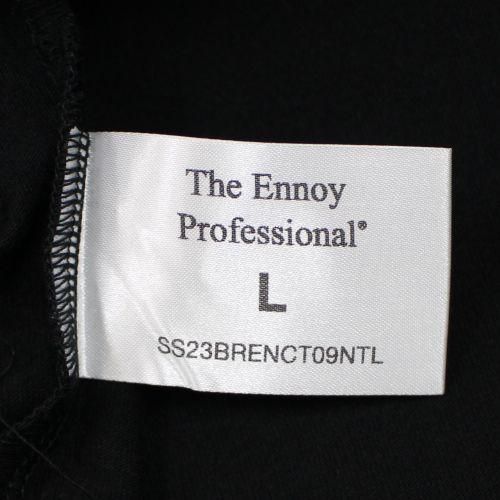 The Ennoy
Professional®
L
SS23BRENCT09NTL